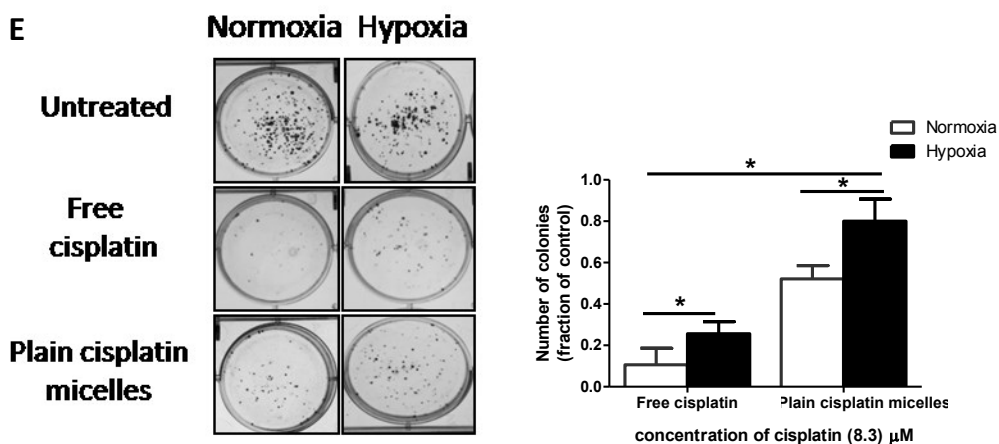 E
Normoxia Hypoxia
Untreated
Free
cisplatin
Plain cisplatin
micelles
Normoxia
Hypoxia
*
*
*
1.0
0.8
0.6
0.4
0.2
0.0
Number of colonies
(fraction of control)
Free cisplatin Plain cisplatin micelles
concentration of cisplatin (8.3) μM